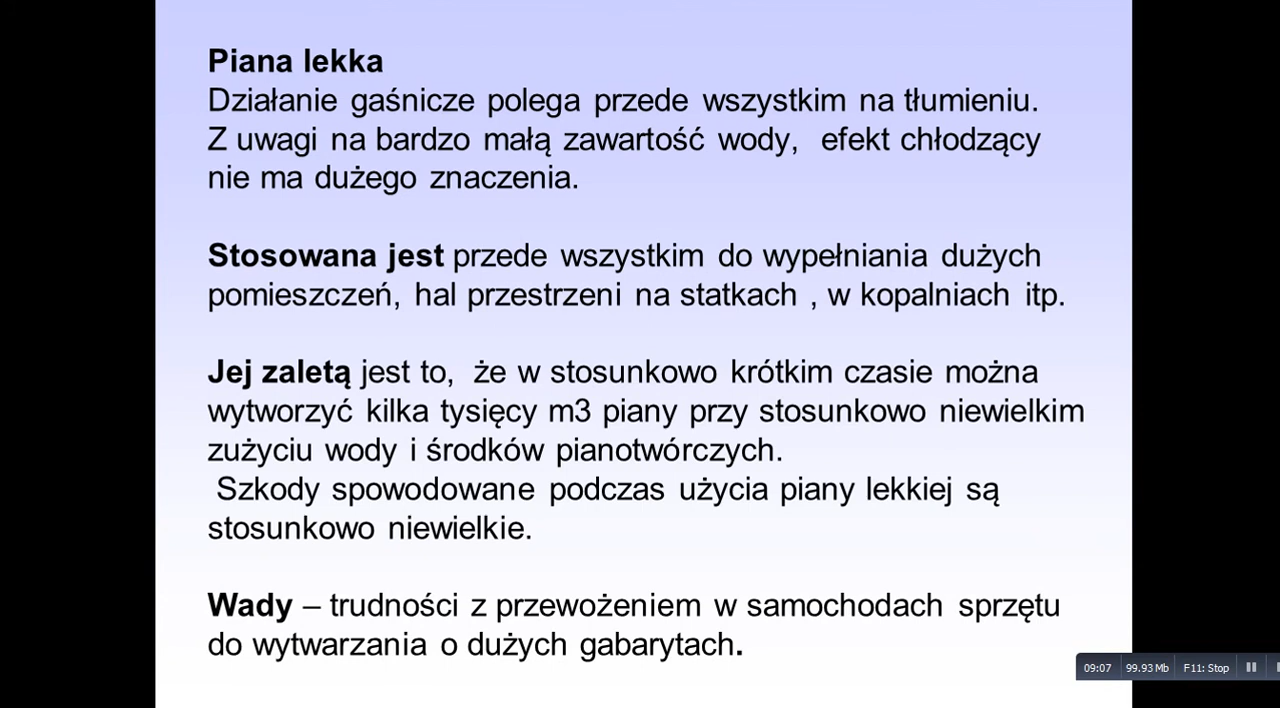 Piana lekka
Działanie gaśnicze polega przede wszystkim na tłumieniu.
Z uwagi na bardzo małą zawartość wody, efekt chłodzący
nie ma dużego znaczenia.
Stosowana jest przede wszystkim do wypełniania dużych
pomieszczeń, hal przestrzeni na statkach , w kopalniach itp.
Jej zaletą jest to, że w stosunkowo krótkim czasie można
wytworzyć kilka tysięcy m3 piany przy stosunkowo niewielkim
zużyciu wody i środków pianotwórczych.
Szkody spowodowane podczas użycia piany lekkiej są
stosunkowo niewielkie.
Wady – trudności z przewożeniem w samochodach sprzętu
do wytwarzania o dużych gabarytach.
09:07 99.93 Mb F11: Stop